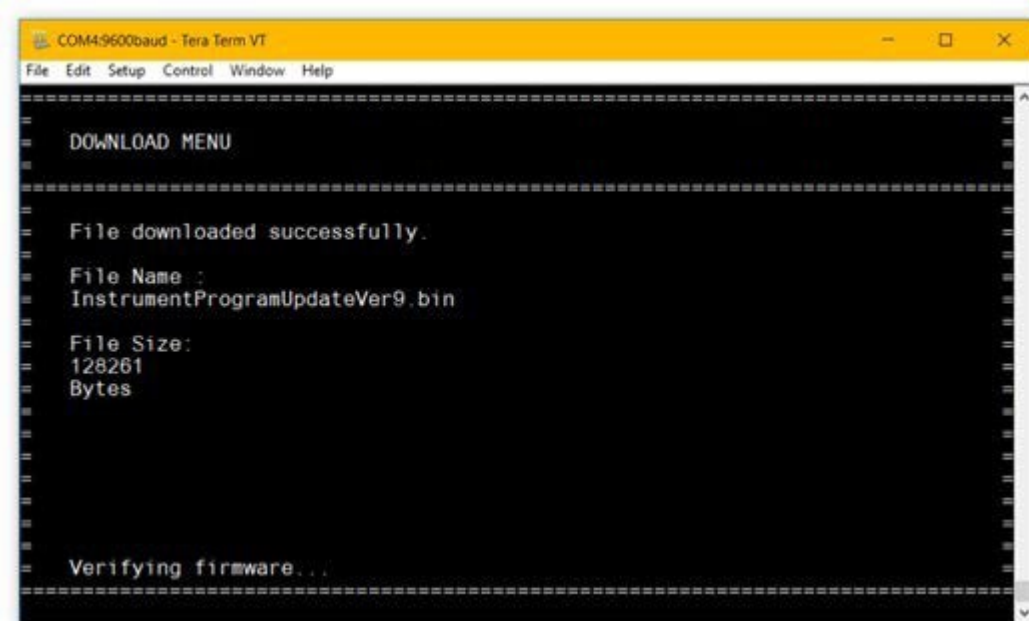 COM4:9600baud - Tera Term VT
File Edit Setup Control Window Help
================================================================================
= =
= DOWNLOAD MENU =
= =
================================================================================
= =
= File downloaded successfully. =
= =
= File Name : =
= InstrumentProgramUpdateVer9.bin =
= =
= File Size: =
= 128261 =
= Bytes =
= =
= =
= =
= =
= =
= =
= =
= Verifying firmware... =
================================================================================